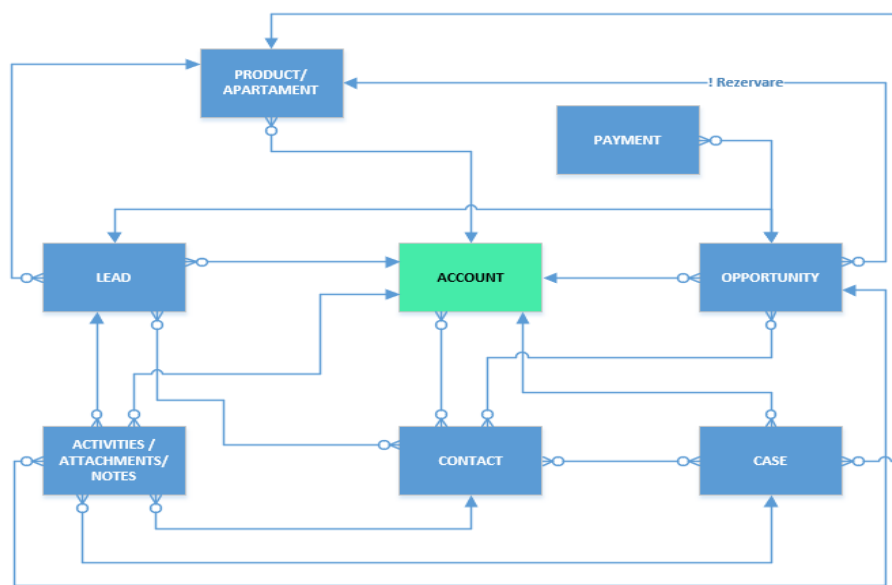 PRODUCT/
APARTAMENT
! Rezervare
PAYMENT
LEAD
ACCOUNT
OPPORTUNITY
ACTIVITIES /
ATTACHMENTS/
NOTES
CONTACT
CASE